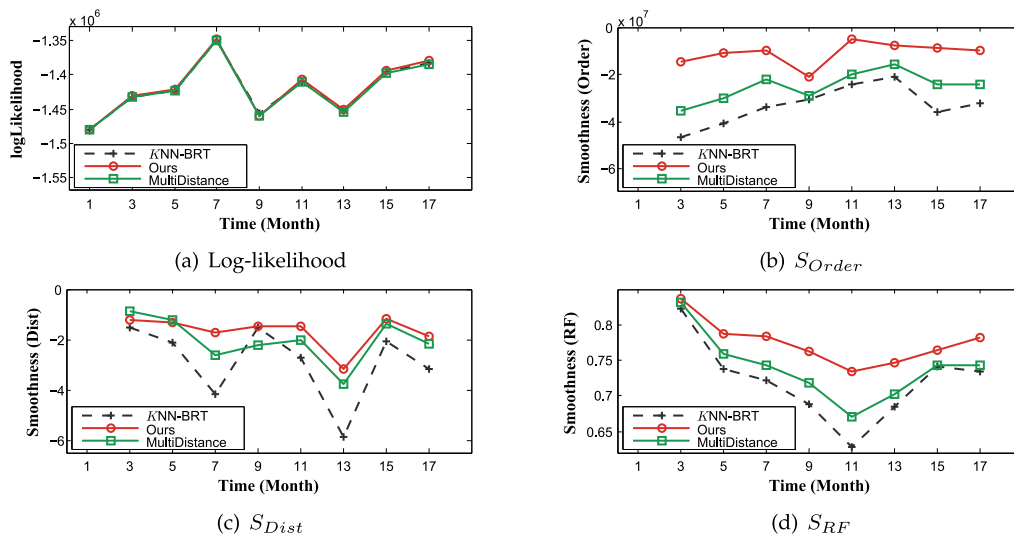 × 10⁶
−1.35
−1.4
−1.45
−1.5
−1.55
logLikelihood
KNN-BRT
Ours
MultiDistance
1 3 5 7 9 11 13 15 17
Time (Month)
(a) Log-likelihood
× 10⁷
0
−2
−4
−6
Smoothness (Order)
KNN-BRT
Ours
MultiDistance
1 3 5 7 9 11 13 15 17
Time (Month)
(b) S_Order
0
−2
−4
−6
Smoothness (Dist)
KNN-BRT
Ours
MultiDistance
1 3 5 7 9 11 13 15 17
Time (Month)
(c) S_Dist
0.8
0.75
0.7
0.65
Smoothness (RF)
KNN-BRT
Ours
MultiDistance
1 3 5 7 9 11 13 15 17
Time (Month)
(d) S_RF